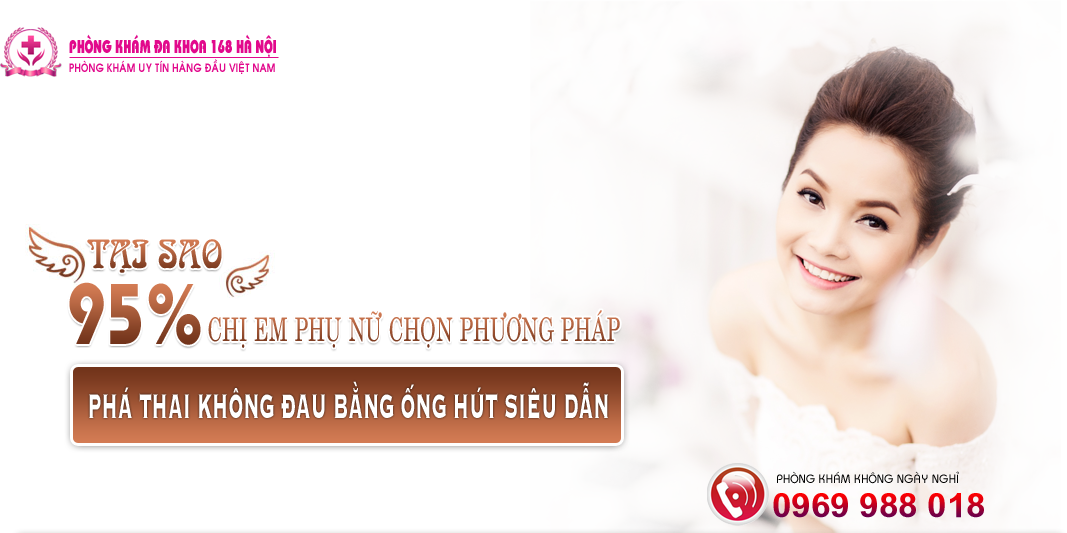 PHÒNG KHÁM ĐA KHOA 168 HÀ NỘI
PHÒNG KHÁM UY TÍN HÀNG ĐẦU VIỆT NAM
TẠI SAO
95% CHỊ EM PHỤ NỮ CHỌN PHƯƠNG PHÁP
PHÁ THAI KHÔNG ĐAU BẰNG ỐNG HÚT SIÊU DẪN
PHÒNG KHÁM KHÔNG NGÀY NGHỈ
0969 988 018